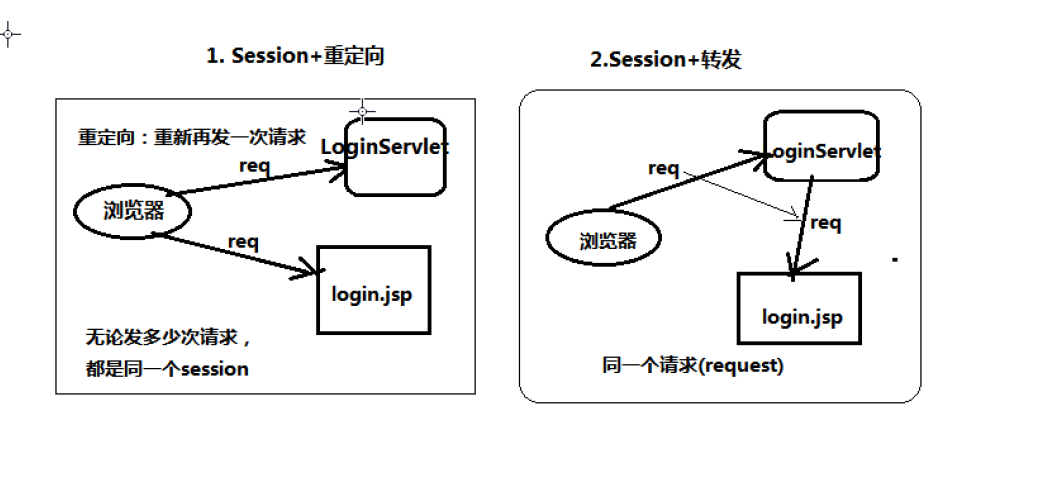 1. Session+重定向
重定向：重新再发一次请求
LoginServlet
req
浏览器
req
login.jsp
无论发多少次请求，
都是同一个session
2.Session+转发
oginServlet
req
req
浏览器
login.jsp
同一个请求(request)